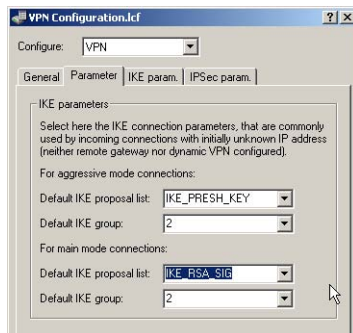 VPN Configuration.lcf
Configure: VPN
General Parameter IKE param. IPSec param.
IKE parameters
Select here the IKE connection parameters, that are commonly
used by incoming connections with initially unknown IP address
(neither remote gateway nor dynamic VPN configured).
For aggressive mode connections:
Default IKE proposal list: IKE_PRESH_KEY
Default IKE group: 2
For main mode connections:
Default IKE proposal list: IKE_RSA_SIG
Default IKE group: 2